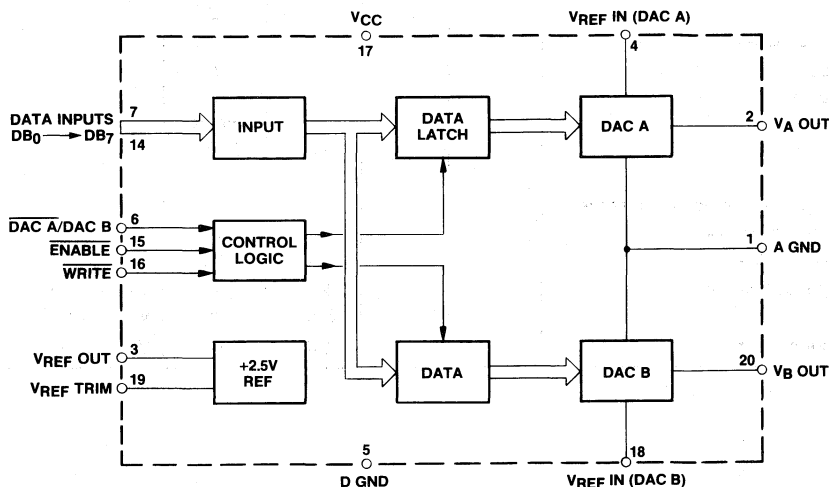 VCC
17
VREF IN (DAC A)
4
DATA INPUTS
DB0 → DB7
7
14
INPUT
DATA
LATCH
DAC A
2
VA OUT
DAC A/DAC B
6
ENABLE
15
WRITE
16
CONTROL
LOGIC
1
A GND
VREF OUT
3
VREF TRIM
19
+2.5V
REF
DATA
DAC B
20
VB OUT
5
D GND
18
VREF IN (DAC B)